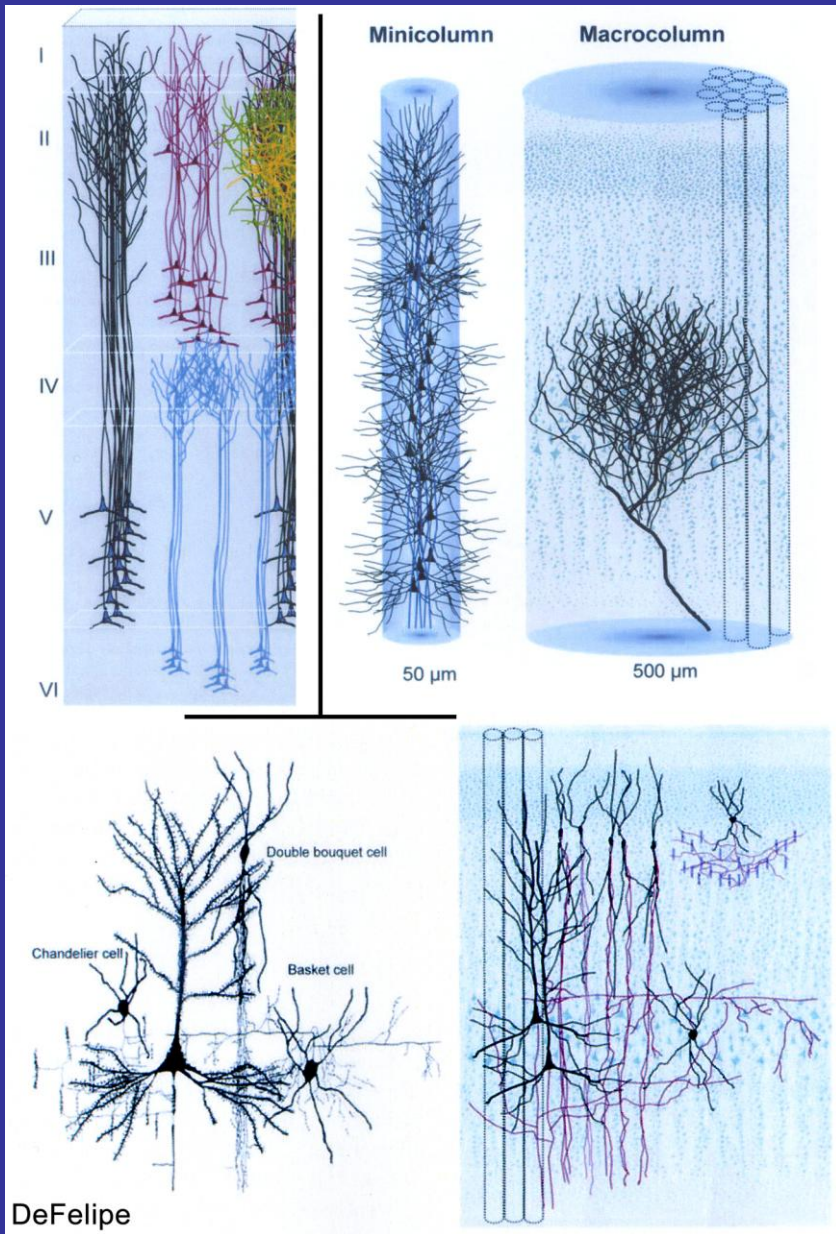 I
II
III
IV
V
VI
Minicolumn
Macrocolumn
50 µm
500 µm
Double bouquet cell
Chandelier cell
Basket cell
DeFelipe